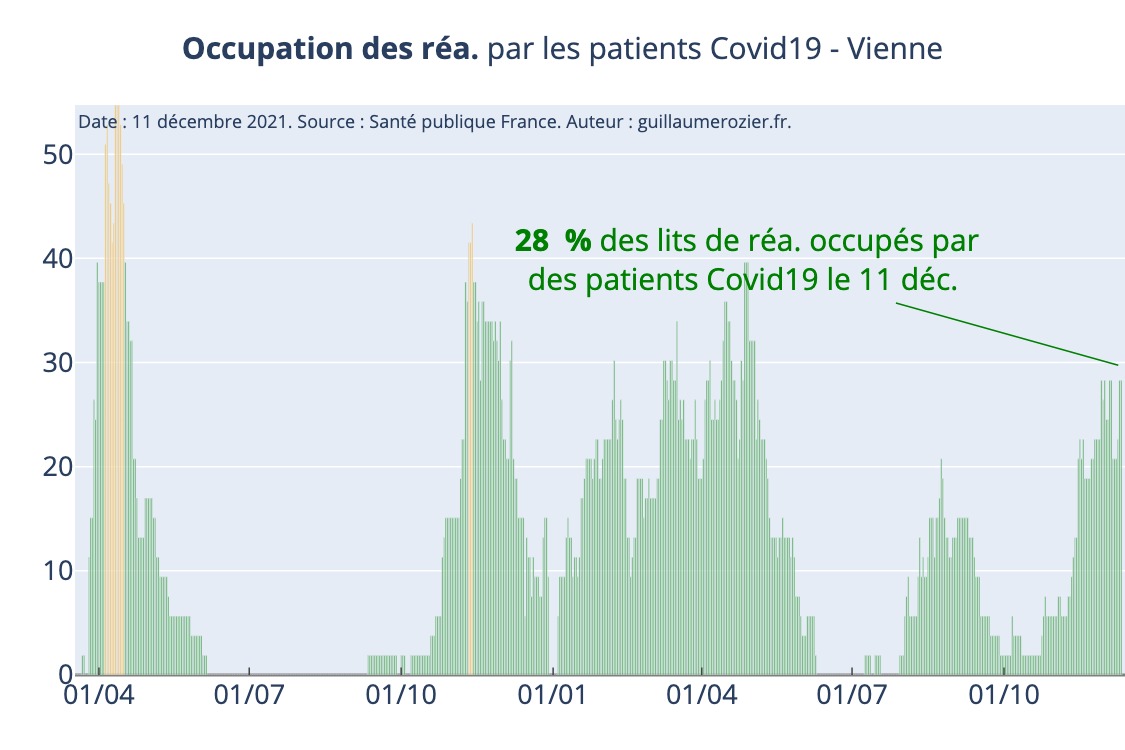 Occupation des réa. par les patients Covid19 - Vienne
Date : 11 décembre 2021. Source : Santé publique France. Auteur : guillaumerozier.fr.
50
28 % des lits de réa. occupés par
40
des patients Covid19 le 11 déc.
30
20
10
0
01/04 01/07 01/10 01/01 01/04 01/07 01/10